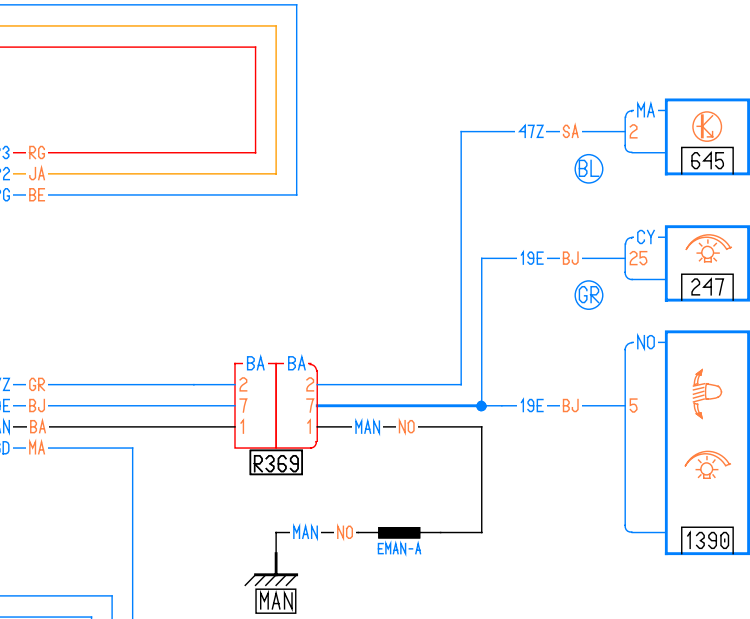 MA
47Z SA 2
BL
645
3 RG
2 JA
G BE
CY
19E BJ 25
GR
247
NO
BA BA
Z GR 2 2
E BJ 7 7 19E BJ 5
N BA 1 1 MAN NO
D MA
R369
MAN NO
EMAN-A
1390
MAN